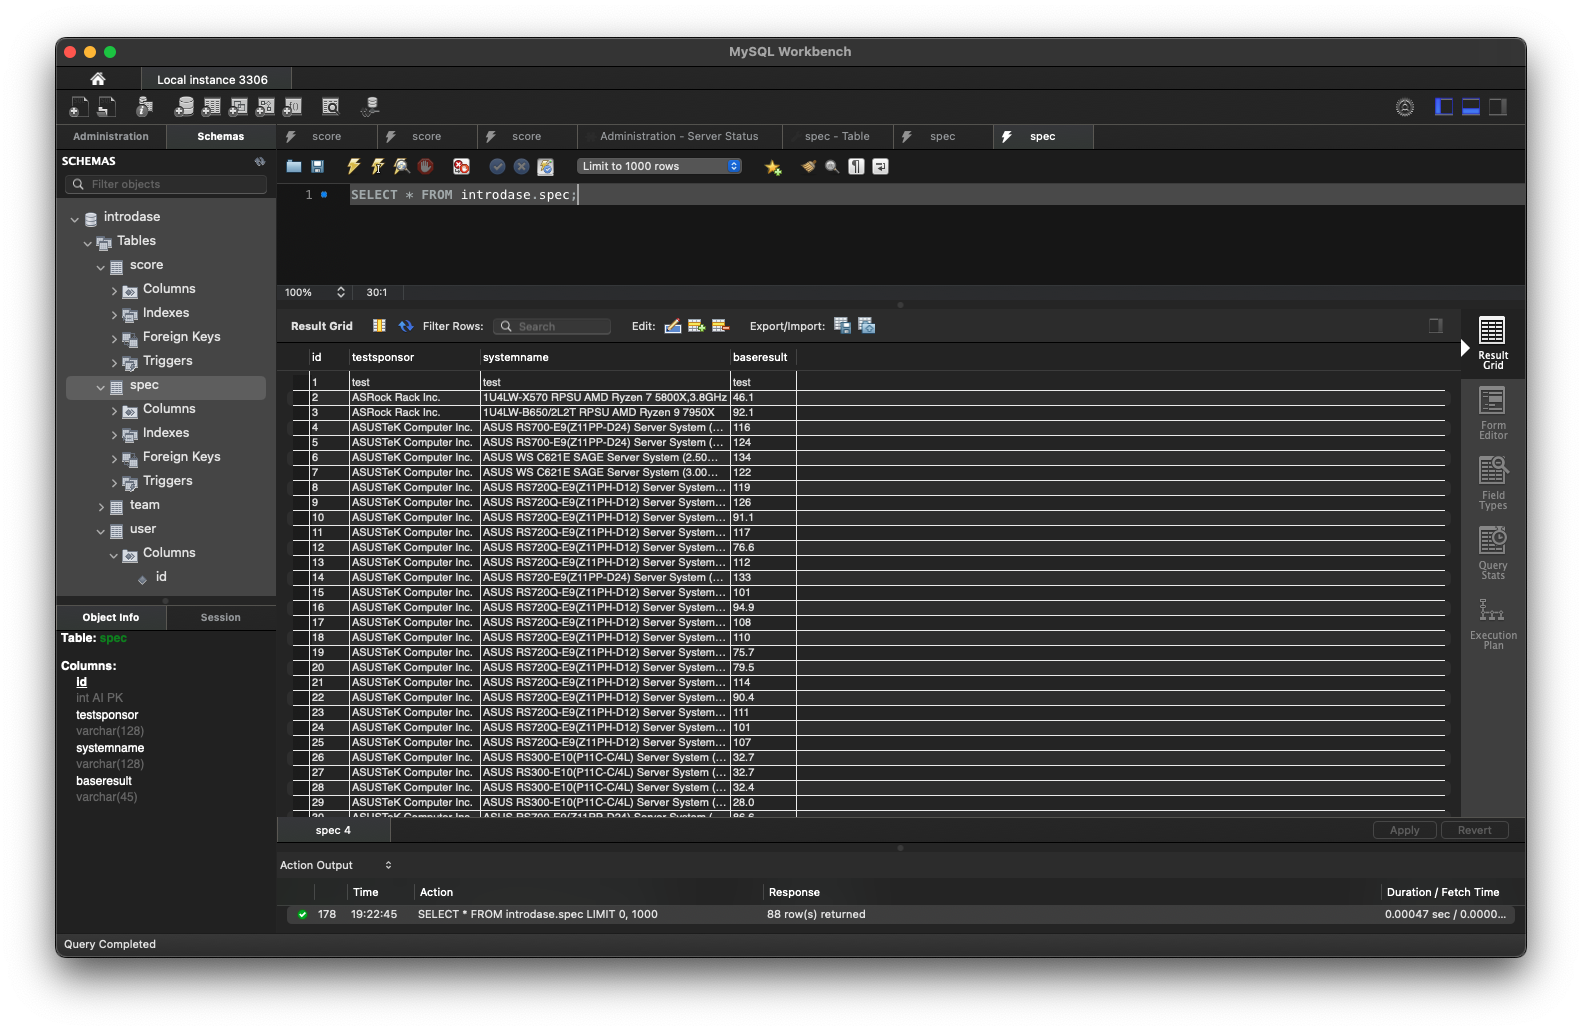 MySQL Workbench
Local instance 3306
Administration Schemas score score score Administration - Server Status spec - Table spec spec
SCHEMAS
Filter objects
Limit to 1000 rows
1 SELECT * FROM introdase.spec;
introdase
Tables
score
Columns
Indexes
Foreign Keys
Triggers
spec
Columns
Indexes
Foreign Keys
Triggers
team
user
Columns
id
100% 30:1
Result Grid Filter Rows: Search Edit: Export/Import:
id testsponsor systemname baseresult
1 test test test
2 ASRock Rack Inc. 1U4LW-X570 RPSU AMD Ryzen 7 5800X,3.8GHz 46.1
3 ASRock Rack Inc. 1U4LW-B650/2L2T RPSU AMD Ryzen 9 7950X 92.1
4 ASUSTeK Computer Inc. ASUS RS700-E9(Z11PP-D24) Server System (... 116
5 ASUSTeK Computer Inc. ASUS RS700-E9(Z11PP-D24) Server System (... 124
6 ASUSTeK Computer Inc. ASUS WS C621E SAGE Server System (2.50... 134
7 ASUSTeK Computer Inc. ASUS WS C621E SAGE Server System (3.00... 122
8 ASUSTeK Computer Inc. ASUS RS720Q-E9(Z11PH-D12) Server System... 119
9 ASUSTeK Computer Inc. ASUS RS720Q-E9(Z11PH-D12) Server System... 126
10 ASUSTeK Computer Inc. ASUS RS720Q-E9(Z11PH-D12) Server System... 91.1
11 ASUSTeK Computer Inc. ASUS RS720Q-E9(Z11PH-D12) Server System... 117
12 ASUSTeK Computer Inc. ASUS RS720Q-E9(Z11PH-D12) Server System... 76.6
13 ASUSTeK Computer Inc. ASUS RS720Q-E9(Z11PH-D12) Server System... 112
14 ASUSTeK Computer Inc. ASUS RS720-E9(Z11PP-D24) Server System (... 133
15 ASUSTeK Computer Inc. ASUS RS720Q-E9(Z11PH-D12) Server System... 101
16 ASUSTeK Computer Inc. ASUS RS720Q-E9(Z11PH-D12) Server System... 94.9
17 ASUSTeK Computer Inc. ASUS RS720Q-E9(Z11PH-D12) Server System... 108
18 ASUSTeK Computer Inc. ASUS RS720Q-E9(Z11PH-D12) Server System... 110
19 ASUSTeK Computer Inc. ASUS RS720Q-E9(Z11PH-D12) Server System... 75.7
20 ASUSTeK Computer Inc. ASUS RS720Q-E9(Z11PH-D12) Server System... 79.5
21 ASUSTeK Computer Inc. ASUS RS720Q-E9(Z11PH-D12) Server System... 114
22 ASUSTeK Computer Inc. ASUS RS720Q-E9(Z11PH-D12) Server System... 90.4
23 ASUSTeK Computer Inc. ASUS RS720Q-E9(Z11PH-D12) Server System... 111
24 ASUSTeK Computer Inc. ASUS RS720Q-E9(Z11PH-D12) Server System... 101
25 ASUSTeK Computer Inc. ASUS RS720Q-E9(Z11PH-D12) Server System... 107
26 ASUSTeK Computer Inc. ASUS RS300-E10(P11C-C/4L) Server System (... 32.7
27 ASUSTeK Computer Inc. ASUS RS300-E10(P11C-C/4L) Server System (... 32.7
28 ASUSTeK Computer Inc. ASUS RS300-E10(P11C-C/4L) Server System (... 32.4
29 ASUSTeK Computer Inc. ASUS RS300-E10(P11C-C/4L) Server System (... 28.0
Result
Grid
Form
Editor
Field
Types
Query
Stats
Execution
Plan
Object Info Session
Table: spec
Columns:
id
int AI PK
testsponsor
varchar(128)
systemname
varchar(128)
baseresult
varchar(45)
spec 4 Apply Revert
Action Output
Time Action Response Duration / Fetch Time
178 19:22:45 SELECT * FROM introdase.spec LIMIT 0, 1000 88 row(s) returned 0.00047 sec / 0.0000...
Query Completed